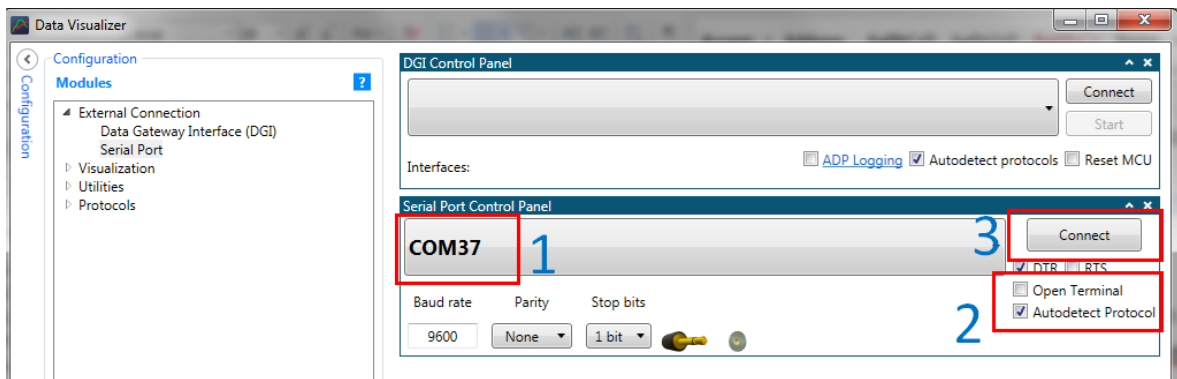 Data Visualizer
Configuration
Configuration
Modules
?
External Connection
Data Gateway Interface (DGI)
Serial Port
Visualization
Utilities
Protocols
DGI Control Panel
Connect
Start
Interfaces:
ADP Logging Autodetect protocols Reset MCU
Serial Port Control Panel
COM37
1
3
Connect
DTR RTS
Open Terminal
Autodetect Protocol
2
Baud rate Parity Stop bits
9600 None 1 bit